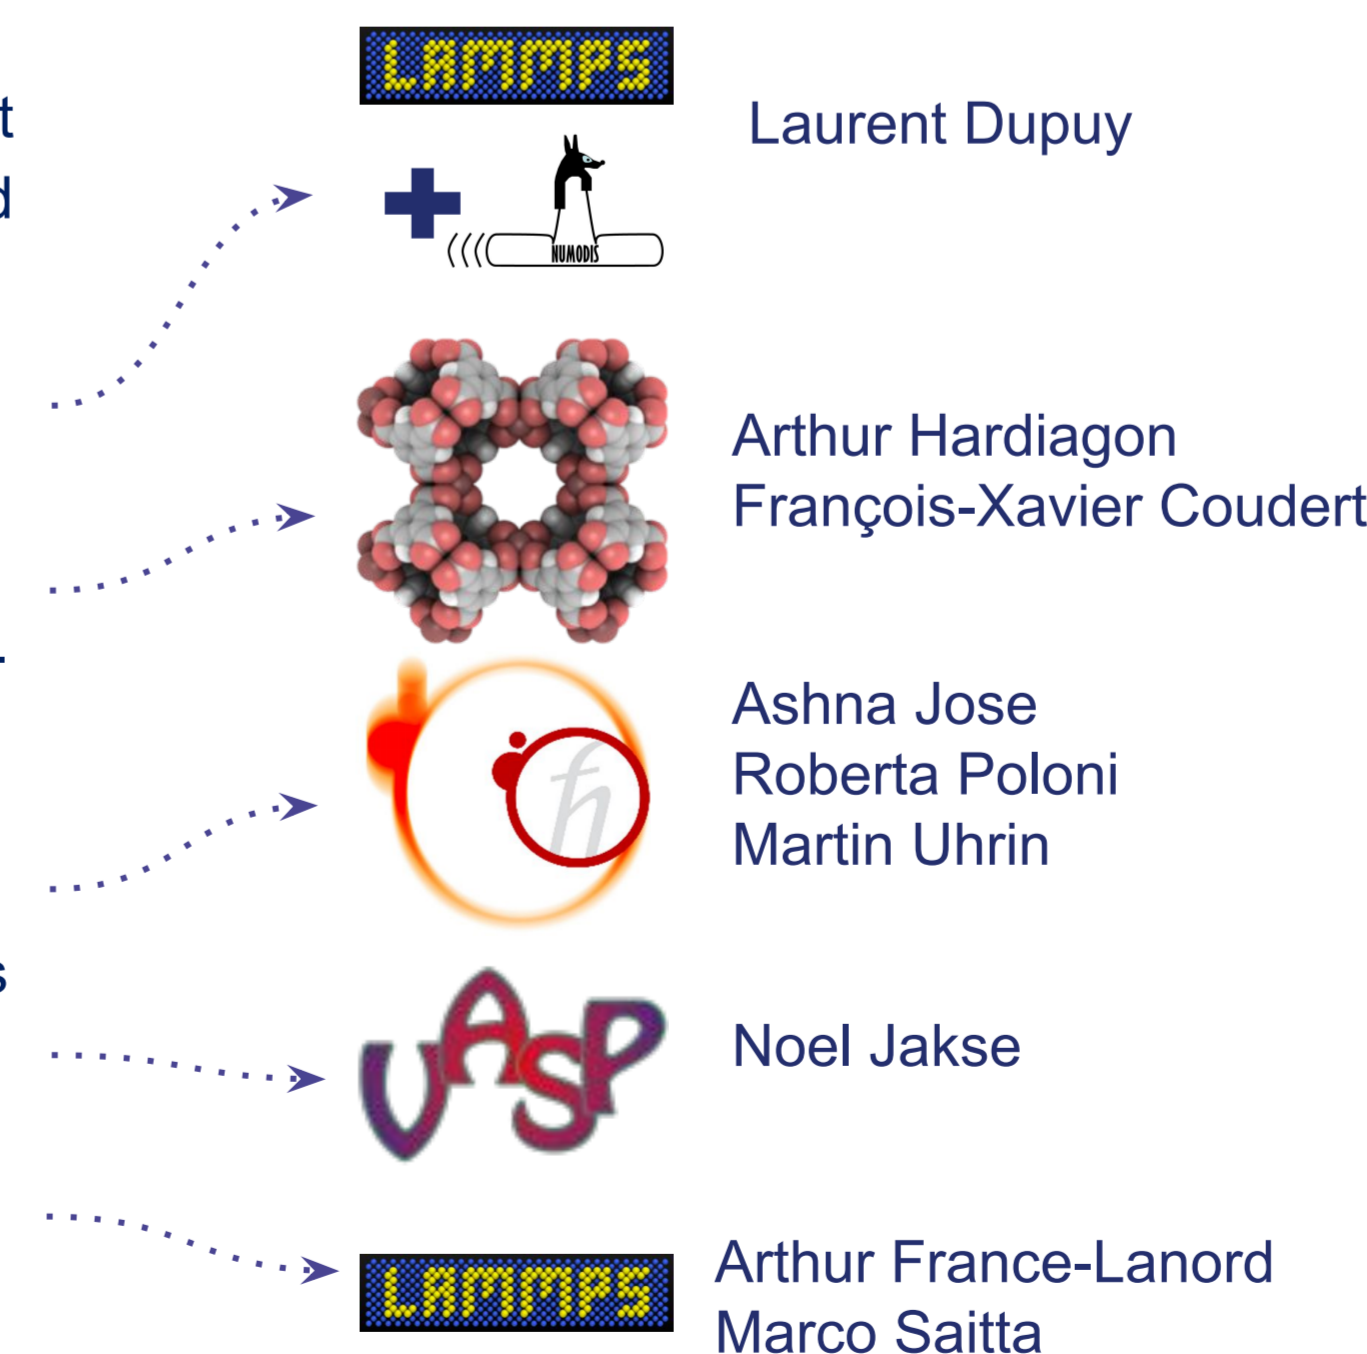 LAMMPS
t
Laurent Dupuy
d
NUMODIS
Arthur Hardiagon
François-Xavier Coudert
.
Ashna Jose
ħ
Roberta Poloni
Martin Uhrin
s
VASP
Noel Jakse
LAMMPS
Arthur France-Lanord
Marco Saitta